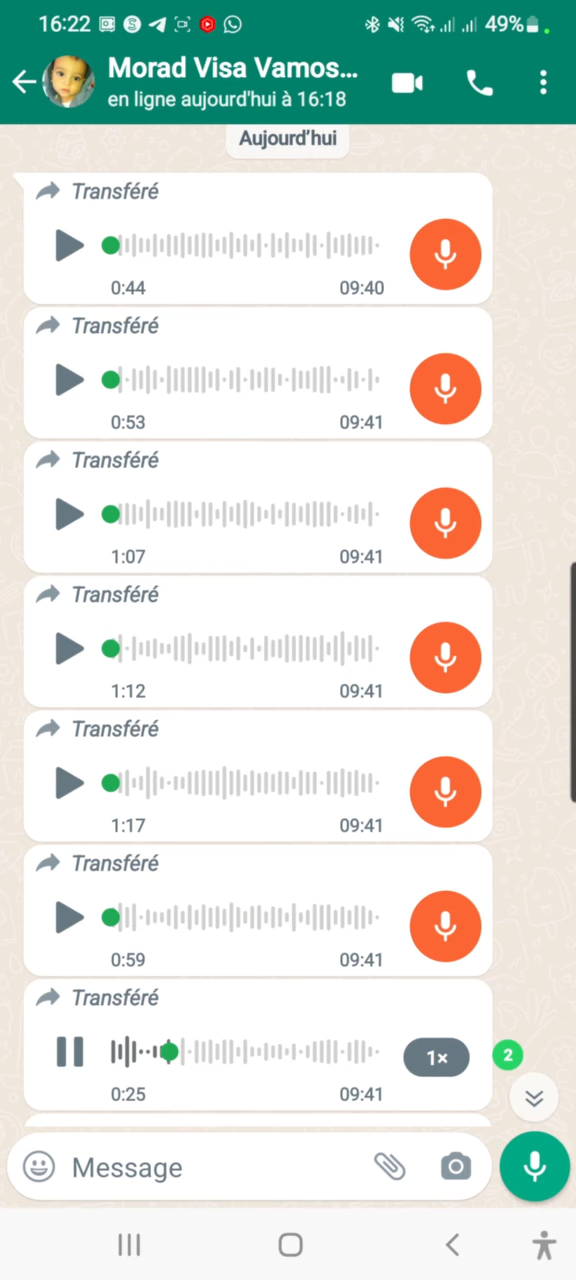 16:22
49%
Morad Visa Vamos...
en ligne aujourd'hui à 16:18
Aujourd'hui
Transféré
0:44 09:40
Transféré
0:53 09:41
Transféré
1:07 09:41
Transféré
1:12 09:41
Transféré
1:17 09:41
Transféré
0:59 09:41
Transféré
1×
0:25 09:41
2
Message